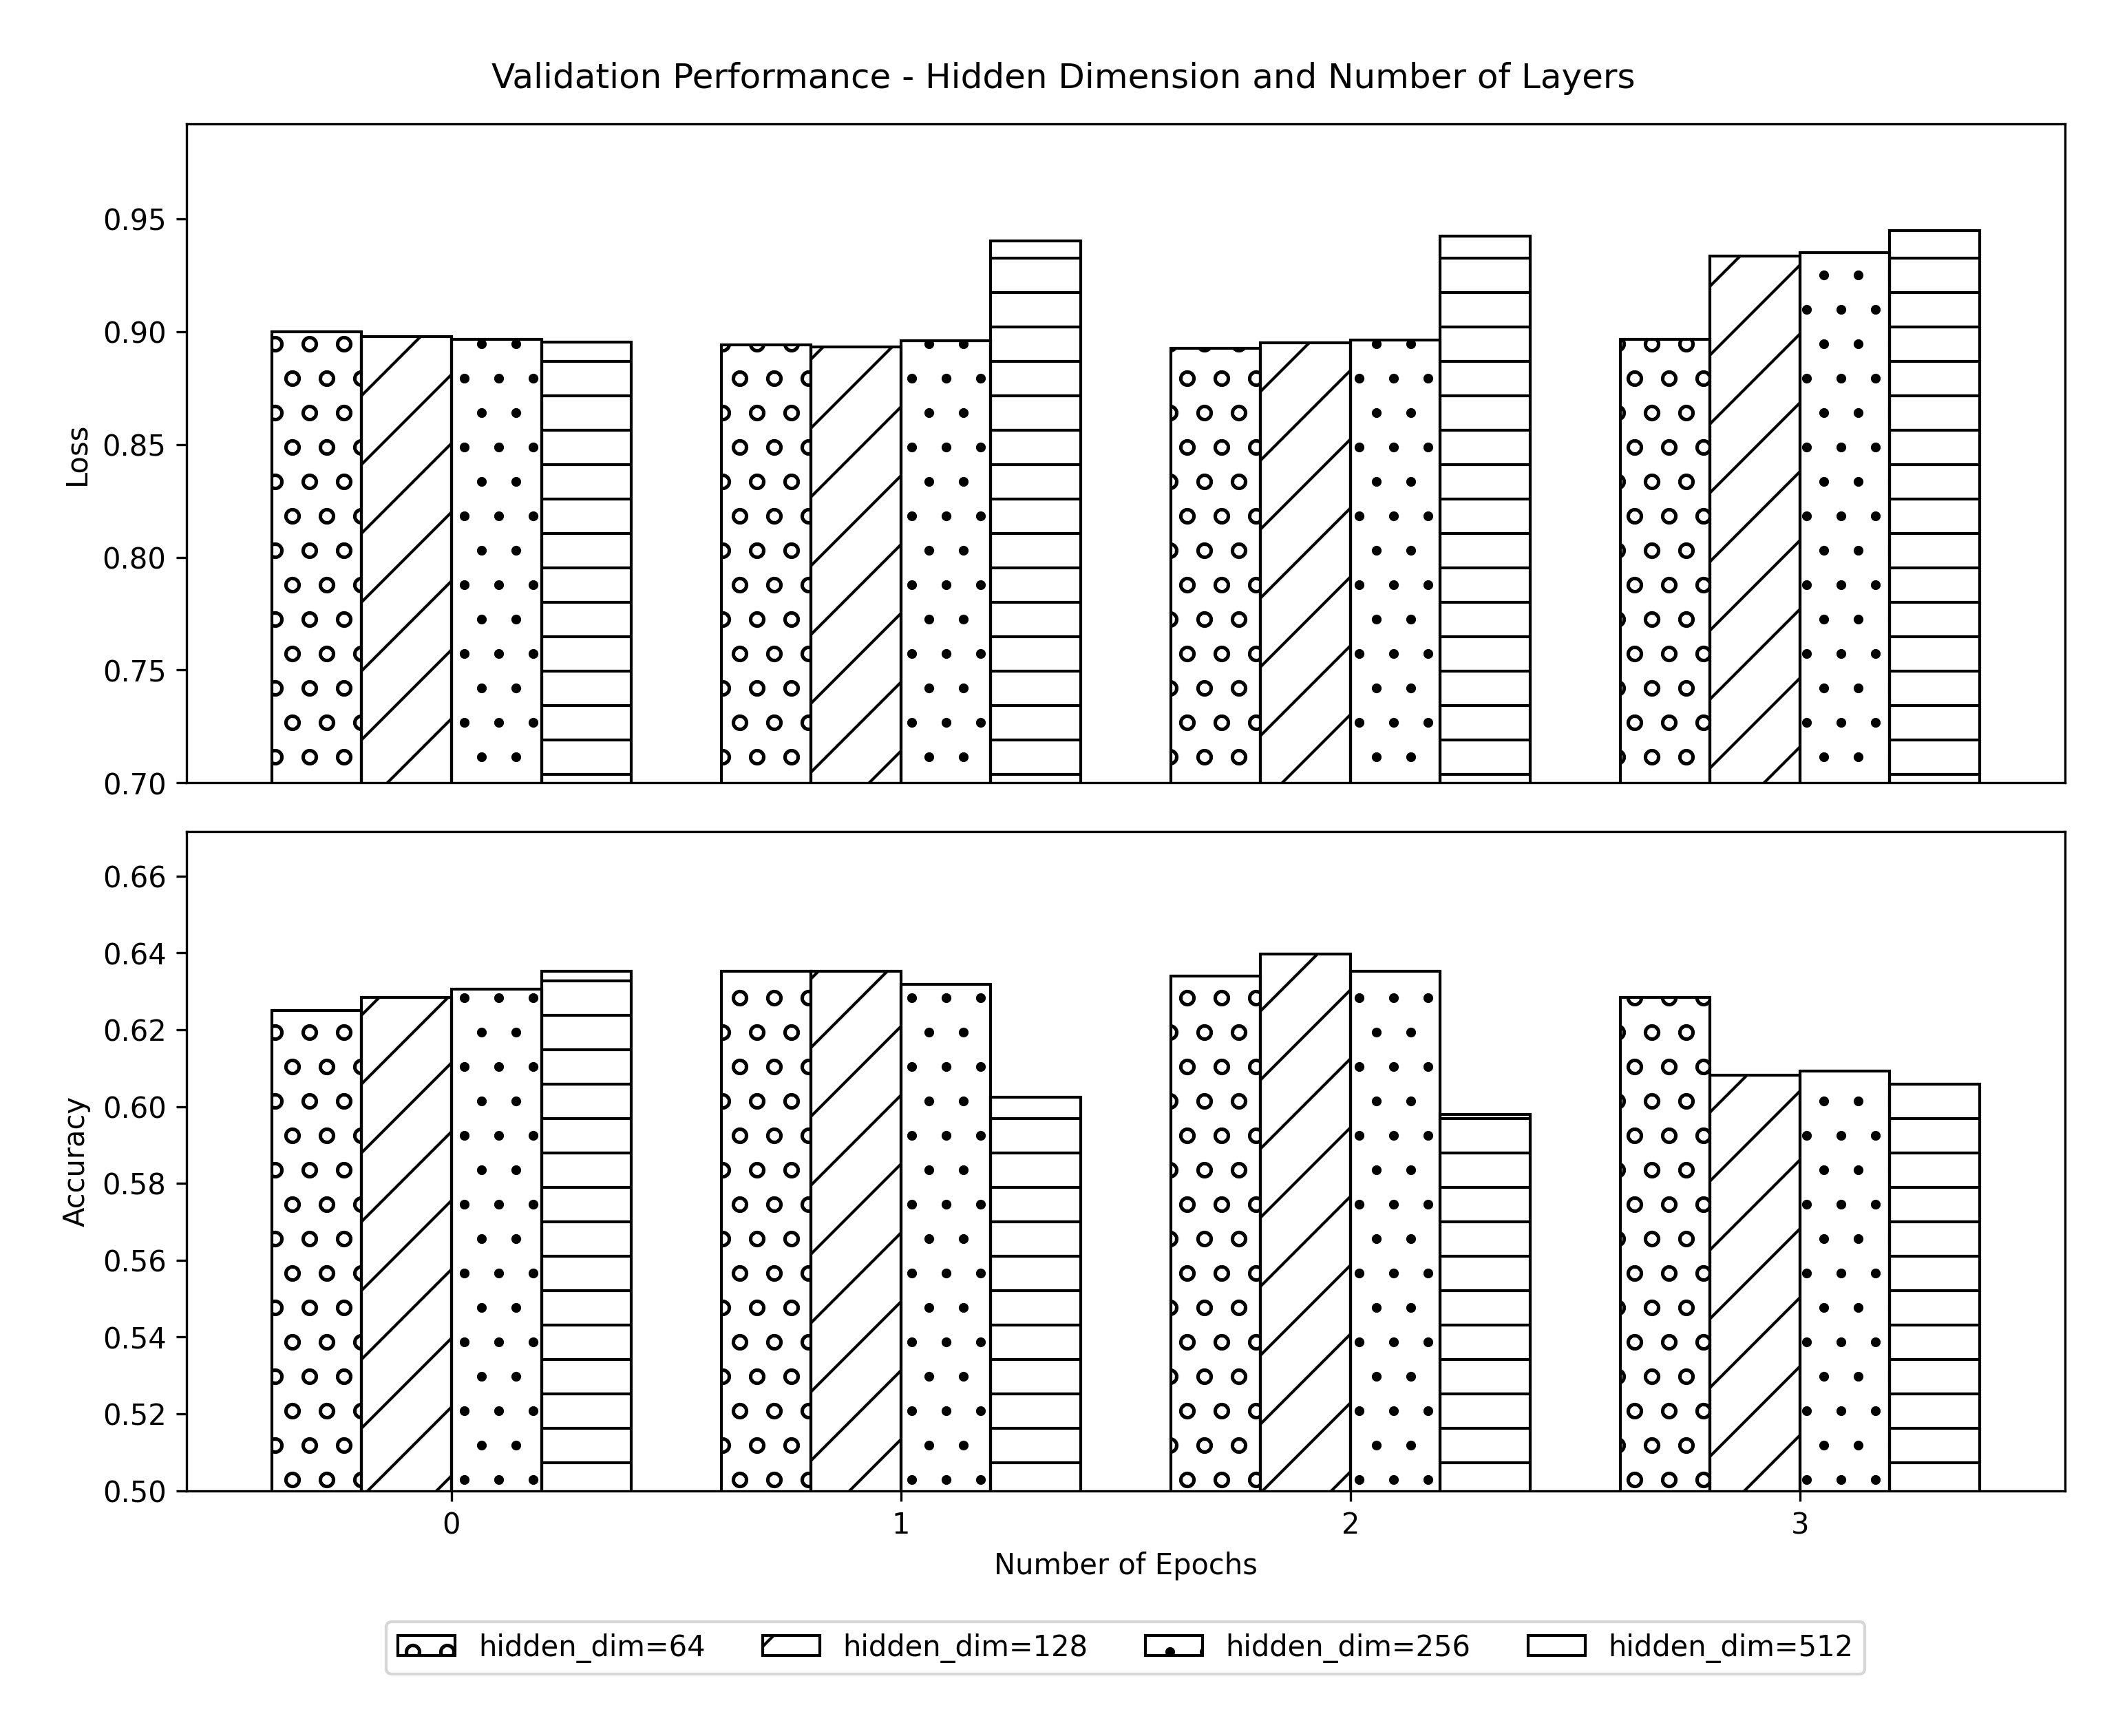 Validation Performance - Hidden Dimension and Number of Layers
Loss
0.95
0.90
0.85
0.80
0.75
0.70
Accuracy
0.66
0.64
0.62
0.60
0.58
0.56
0.54
0.52
0.50
0 1 2 3
Number of Epochs
hidden_dim=64 hidden_dim=128 hidden_dim=256 hidden_dim=512